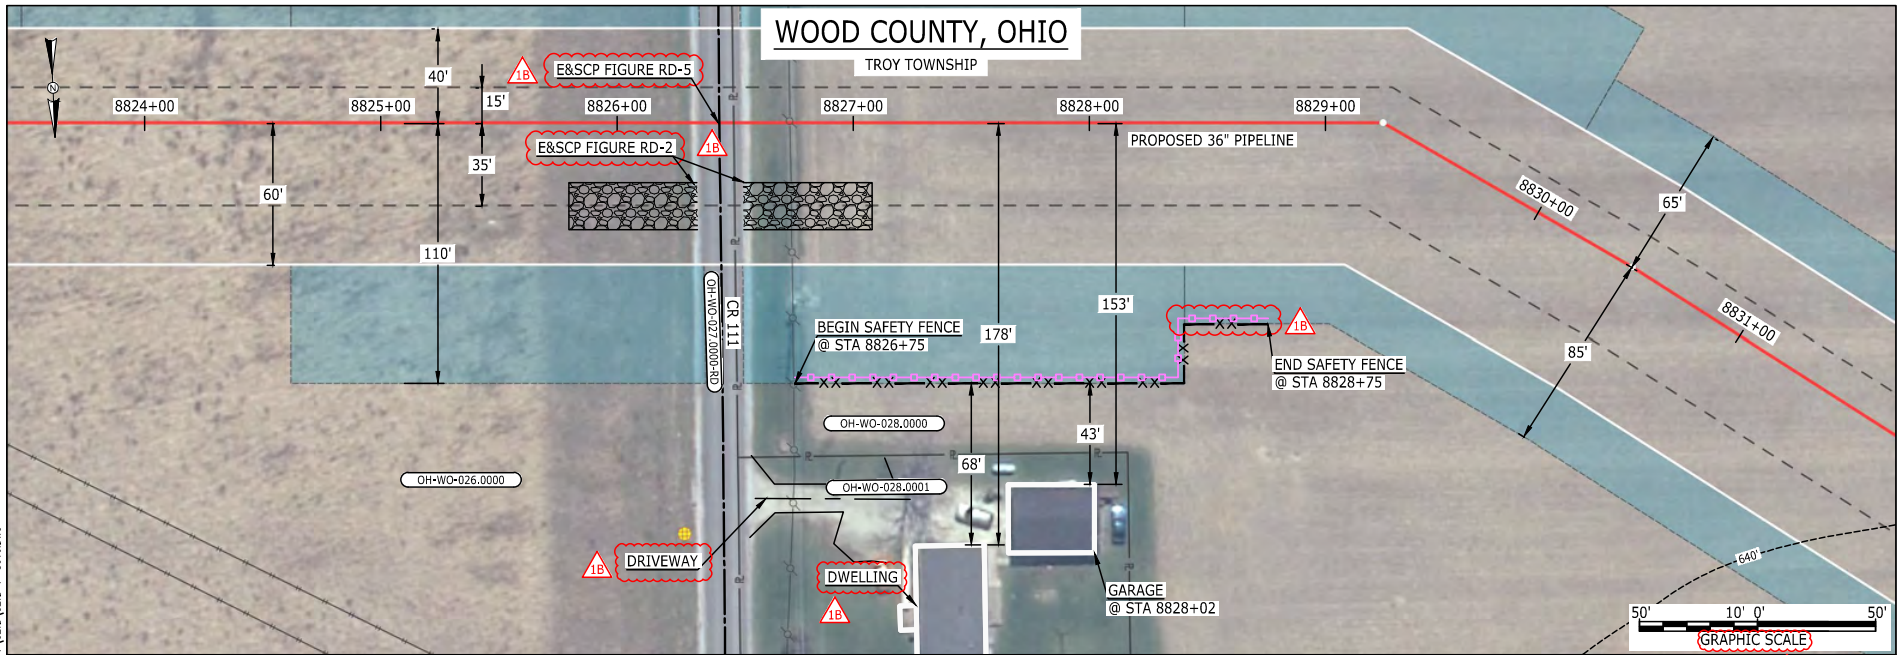 WOOD COUNTY, OHIO
TROY TOWNSHIP
N
40'
15'
1B
E&SCP FIGURE RD-5
8824+00
8825+00
8826+00
8827+00
8828+00
8829+00
E&SCP FIGURE RD-2
1B
PROPOSED 36" PIPELINE
35'
60'
110'
8830+00
65'
OH-WO-027.0000-RD
CR 111
153'
178'
BEGIN SAFETY FENCE
@ STA 8826+75
1B
8831+00
85'
END SAFETY FENCE
@ STA 8828+75
OH-WO-028.0000
43'
68'
OH-WO-026.0000
OH-WO-028.0001
1B
DRIVEWAY
DWELLING
1B
GARAGE
@ STA 8828+02
640'
50'
10'
0'
50'
GRAPHIC SCALE